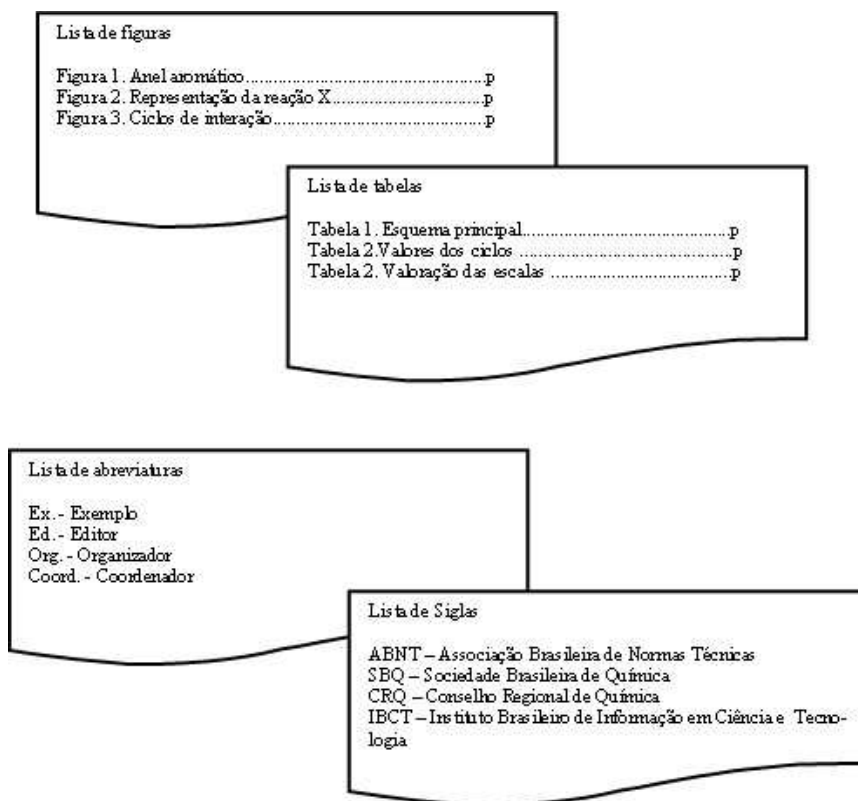 Lista de figuras
Figura 1. Anel aromático..................................................p
Figura 2. Representação da reação X................................p
Figura 3. Ciclos de interação............................................p
Lista de tabelas
Tabela 1. Esquema principal............................................p
Tabela 2.Valores dos ciclos .............................................p
Tabela 2. Valoração das escalas ......................................p
Lista de abreviaturas
Ex. - Exemplo
Ed. - Editor
Org. - Organizador
Coord. - Coordenador
Lista de Siglas
ABNT – Associação Brasileira de Normas Técnicas
SBQ – Sociedade Brasileira de Química
CRQ – Conselho Regional de Química
IBCT – Instituto Brasileiro de Informação em Ciência e Tecno-
logia